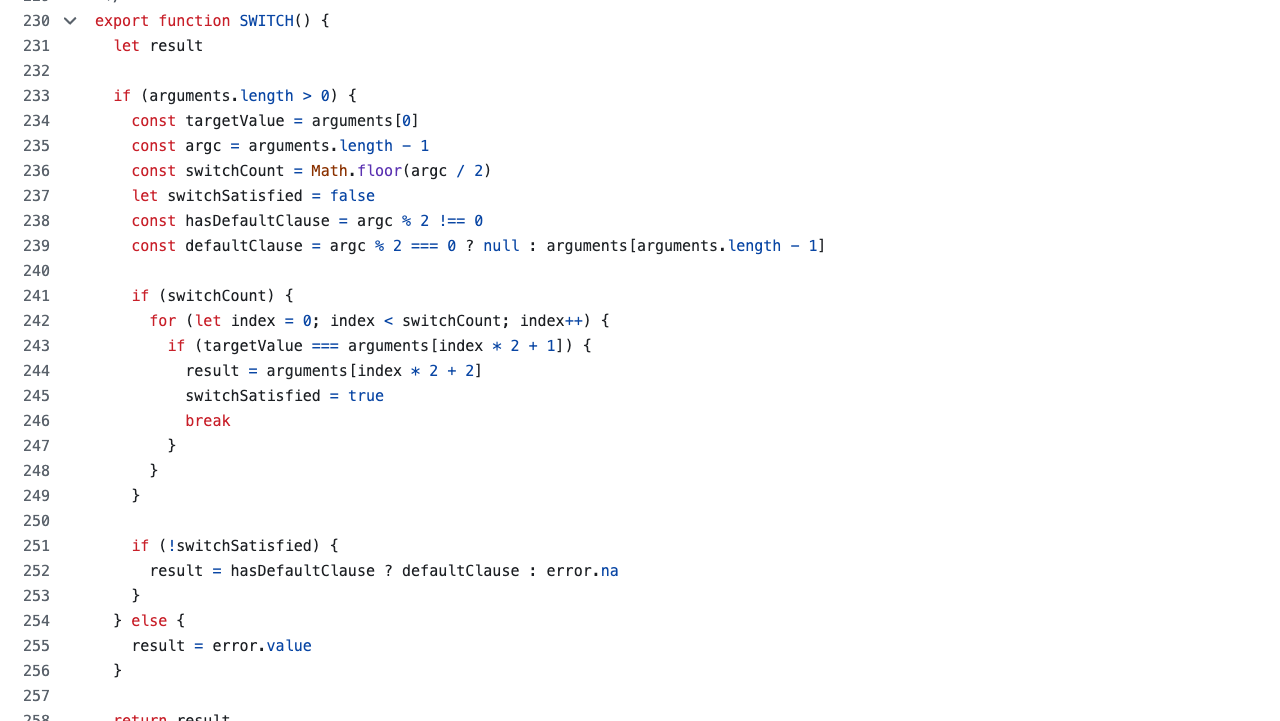 230 export function SWITCH() {
231 let result
232
233 if (arguments.length > 0) {
234 const targetValue = arguments[0]
235 const argc = arguments.length - 1
236 const switchCount = Math.floor(argc / 2)
237 let switchSatisfied = false
238 const hasDefaultClause = argc % 2 !== 0
239 const defaultClause = argc % 2 === 0 ? null : arguments[arguments.length - 1]
240
241 if (switchCount) {
242 for (let index = 0; index < switchCount; index++) {
243 if (targetValue === arguments[index * 2 + 1]) {
244 result = arguments[index * 2 + 2]
245 switchSatisfied = true
246 break
247 }
248 }
249 }
250
251 if (!switchSatisfied) {
252 result = hasDefaultClause ? defaultClause : error.na
253 }
254 } else {
255 result = error.value
256 }
257
258 return result